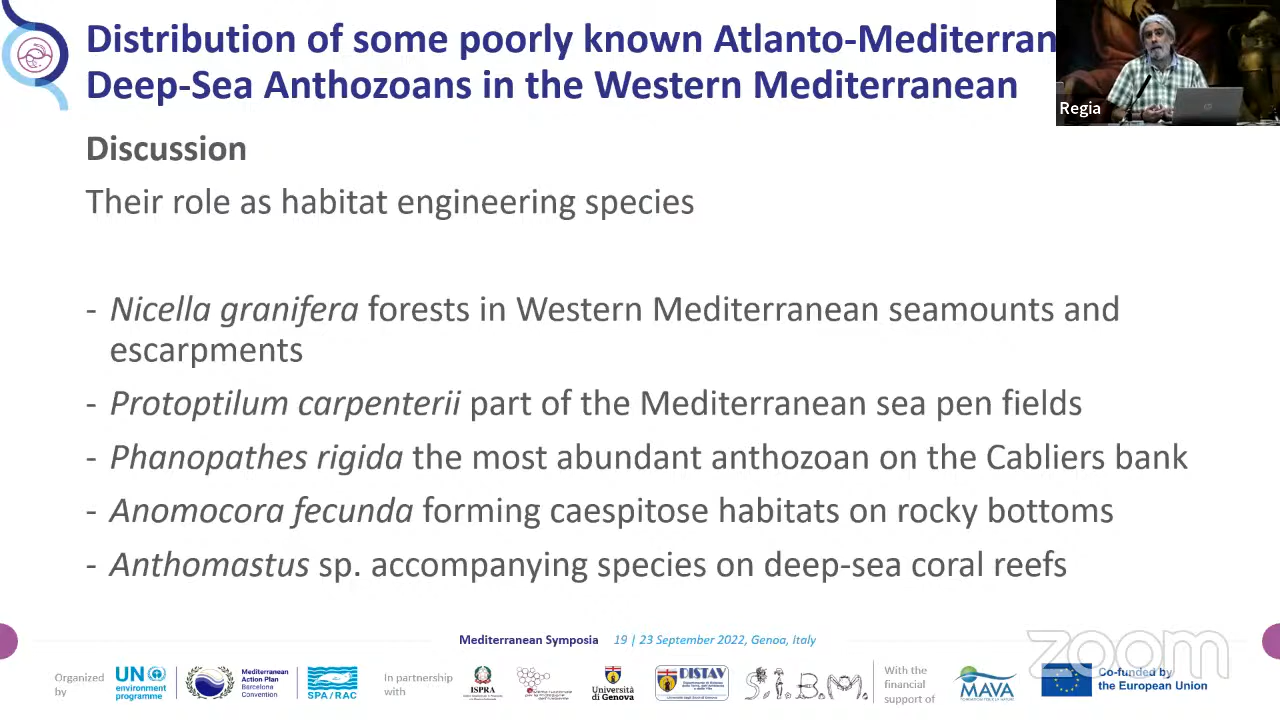 Distribution of some poorly known Atlanto-Mediterran
Deep-Sea Anthozoans in the Western Mediterranean
Regia
Discussion
Their role as habitat engineering species
- Nicella granifera forests in Western Mediterranean seamounts and
escarpments
- Protoptilum carpenterii part of the Mediterranean sea pen fields
- Phanopathes rigida the most abundant anthozoan on the Cabliers bank
- Anomocora fecunda forming caespitose habitats on rocky bottoms
- Anthomastus sp. accompanying species on deep-sea coral reefs
Mediterranean Symposia 19 | 23 September 2022, Genoa, Italy
zoom
Organized
by
UN
environment
programme
Mediterranean
Action Plan
Barcelona
Convention
SPA/RAC
In partnership
with
ISPRA
Università
di Genova
DISTAV
S.I.B.M.
With the
financial
support of
MAVA
Co-funded by
the European Union